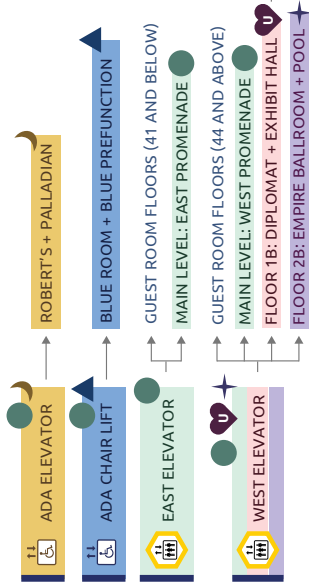 ADA ELEVATOR
ROBERT'S + PALLADIAN
ADA CHAIR LIFT
BLUE ROOM + BLUE PREFUNCTION
EAST ELEVATOR
GUEST ROOM FLOORS (41 AND BELOW)
MAIN LEVEL: EAST PROMENADE
WEST ELEVATOR
U
GUEST ROOM FLOORS (44 AND ABOVE)
MAIN LEVEL: WEST PROMENADE
FLOOR 1B: DIPLOMAT + EXHIBIT HALL
U
FLOOR 2B: EMPIRE BALLROOM + POOL